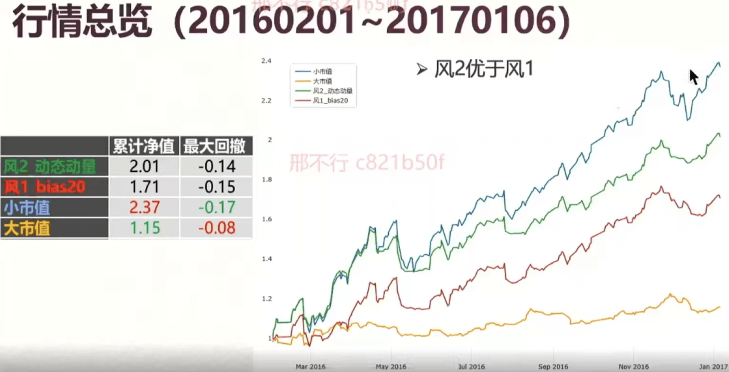 行情总览（20160201~20170106）
邢不行 c821b50f
累计净值 最大回撤
风2 动态动量 2.01 -0.14
风1 bias20 1.71 -0.15
小市值 2.37 -0.17
大市值 1.15 -0.08
➢ 风2优于风1
小市值
大市值
风2_动态动量
风1_bias20
邢不行 c821b50f
2.4
2.2
2
1.8
1.6
1.4
1.2
1
Mar 2016 May 2016 Jul 2016 Sep 2016 Nov 2016 Jan 2017